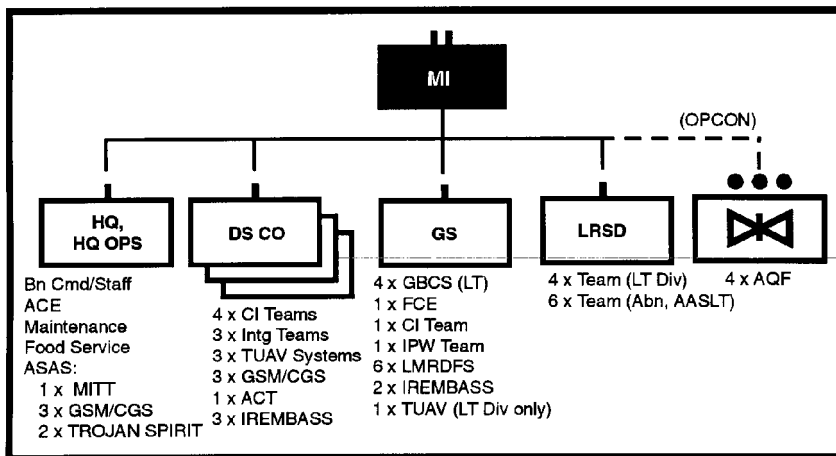 MI
(OPCON)
HQ,
HQ OPS
DS CO
GS
LRSD
Bn Cmd/Staff
ACE
Maintenance
Food Service
ASAS:
1 x MITT
3 x GSM/CGS
2 x TROJAN SPIRIT
4 x CI Teams
3 x Intg Teams
3 x TUAV Systems
3 x GSM/CGS
1 x ACT
3 x IREMBASS
4 x GBCS (LT)
1 x FCE
1 x CI Team
1 x IPW Team
6 x LMRDFS
2 x IREMBASS
1 x TUAV (LT Div only)
4 x Team (LT Div)
6 x Team (Abn, AASLT)
4 x AQF